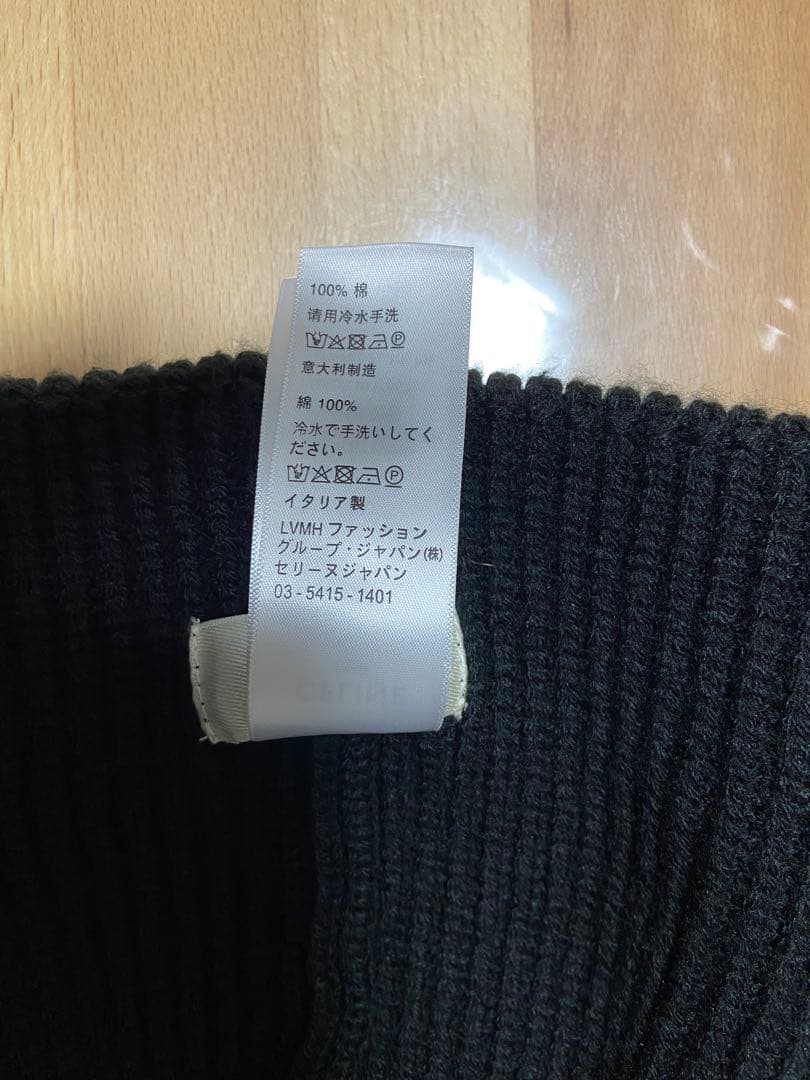 100% 棉
请用冷水手洗
P
意大利制造
綿 100%
冷水で手洗いしてく
ださい。
P
イタリア製
LVMH ファッション
グループ・ジャパン(株)
セリーヌジャパン
03 - 5415 - 1401
CELINE